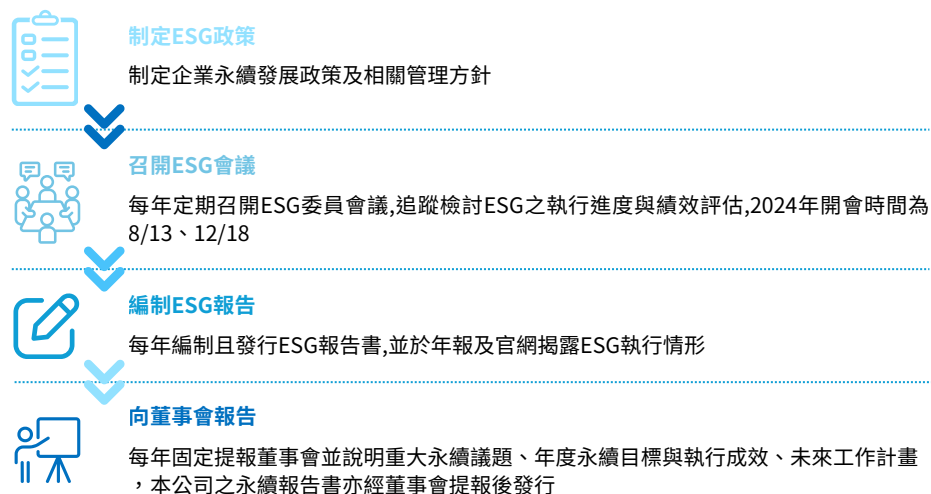 制定ESG政策
制定企業永續發展政策及相關管理方針
召開ESG會議
每年定期召開ESG委員會議,追蹤檢討ESG之執行進度與績效評估,2024年開會時間為
8/13、12/18
編制ESG報告
每年編制且發行ESG報告書,並於年報及官網揭露ESG執行情形
向董事會報告
每年固定提報董事會並說明重大永續議題、年度永續目標與執行成效、未來工作計畫
，本公司之永續報告書亦經董事會提報後發行